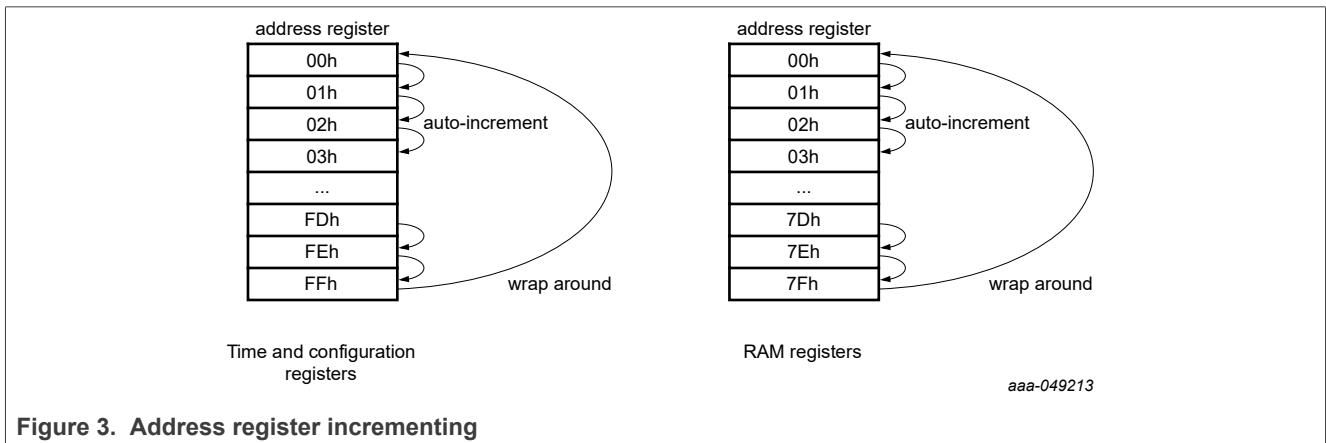 address register
00h
01h
02h
auto-increment
03h
...
FDh
FEh
FFh
wrap around
Time and configuration
registers
address register
00h
01h
02h
auto-increment
03h
...
7Dh
7Eh
7Fh
wrap around
RAM registers
aaa-049213
Figure 3. Address register incrementing